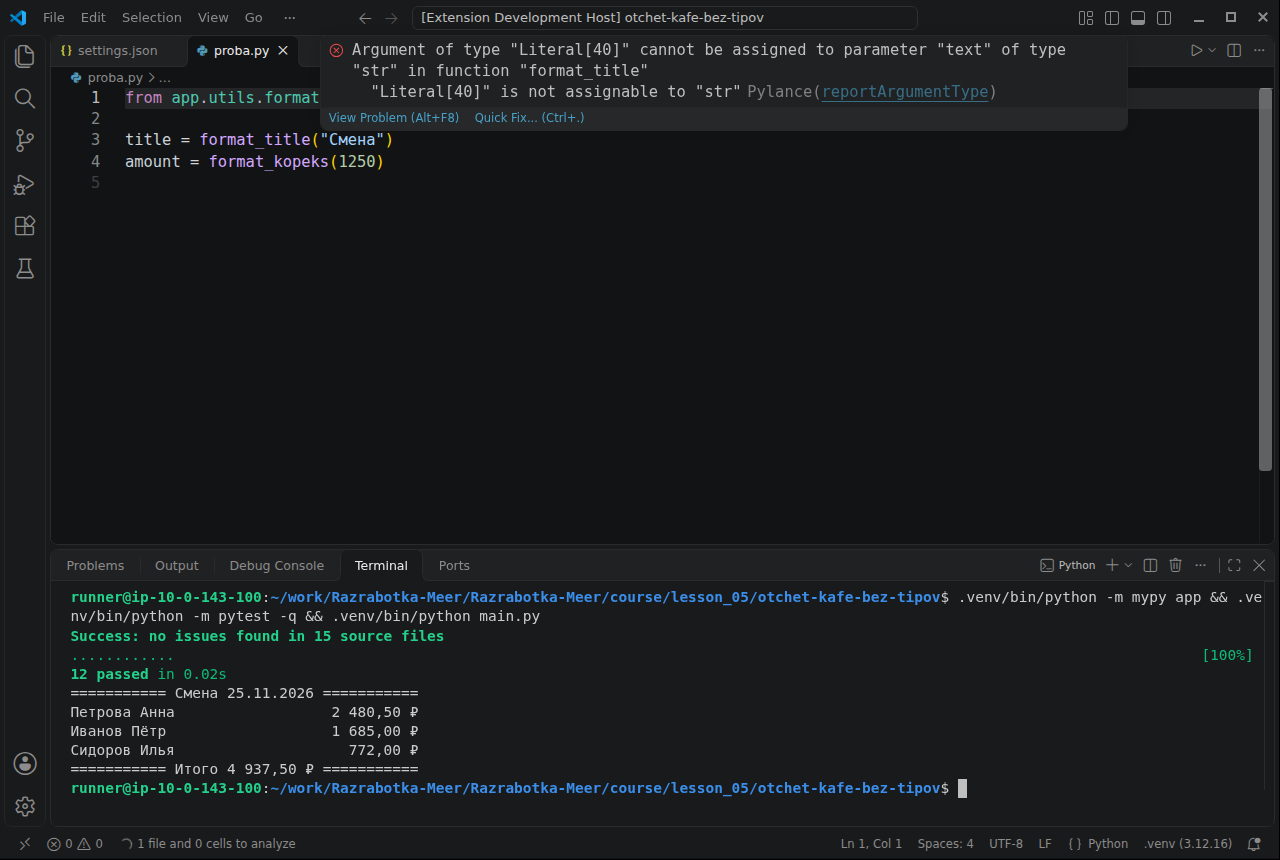 File Edit Selection View Go ··· [Extension Development Host] otchet-kafe-bez-tipov
{} settings.json proba.py
proba.py > ...
Argument of type "Literal[40]" cannot be assigned to parameter "text" of type
"str" in function "format_title"
"Literal[40]" is not assignable to "str" Pylance(reportArgumentType)
View Problem (Alt+F8) Quick Fix... (Ctrl+.)
1 from app.utils.format
2
3 title = format_title("Смена")
4 amount = format_kopeks(1250)
5
Problems Output Debug Console Terminal Ports Python
runner@ip-10-0-143-100:~/work/Razrabotka-Meer/Razrabotka-Meer/course/lesson_05/otchet-kafe-bez-tipov$ .venv/bin/python -m mypy app && .ve
nv/bin/python -m pytest -q && .venv/bin/python main.py
Success: no issues found in 15 source files
............ [100%]
12 passed in 0.02s
=========== Смена 25.11.2026 ===========
Петрова Анна 2 480,50 ₽
Иванов Пётр 1 685,00 ₽
Сидоров Илья 772,00 ₽
=========== Итого 4 937,50 ₽ ===========
runner@ip-10-0-143-100:~/work/Razrabotka-Meer/Razrabotka-Meer/course/lesson_05/otchet-kafe-bez-tipov$
0 0 1 file and 0 cells to analyze Ln 1, Col 1 Spaces: 4 UTF-8 LF {} Python .venv (3.12.16)